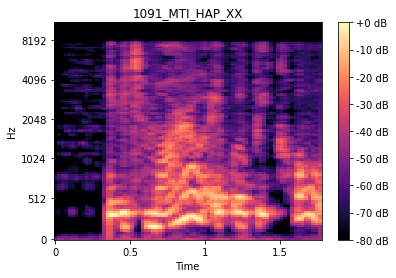 1091_MTI_HAP_XX
Hz
8192
4096
2048
1024
512
0
0
0.5
1
1.5
Time
+0 dB
-10 dB
-20 dB
-30 dB
-40 dB
-50 dB
-60 dB
-70 dB
-80 dB